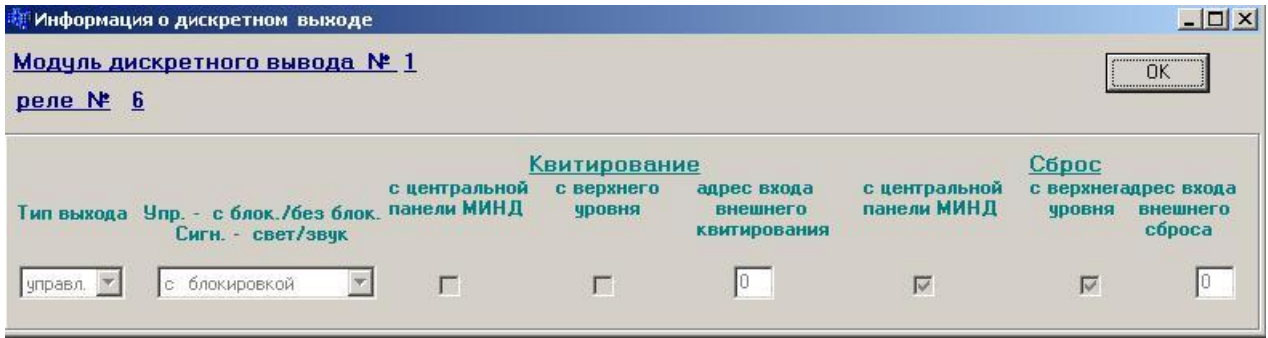 Информация о дискретном выходе
Модуль дискретного вывода № 1
OK
реле № 6
Квитирование
Сброс
с центральной с верхнего адрес входа с центральной с верхнегадрес входа
Тип выхода Упр. - с блок./без блок. панели МИНД уровня внешнего панели МИНД уровня внешнего
Сигн. - свет/звук квитирования сброса
управл. с блокировкой 0 0